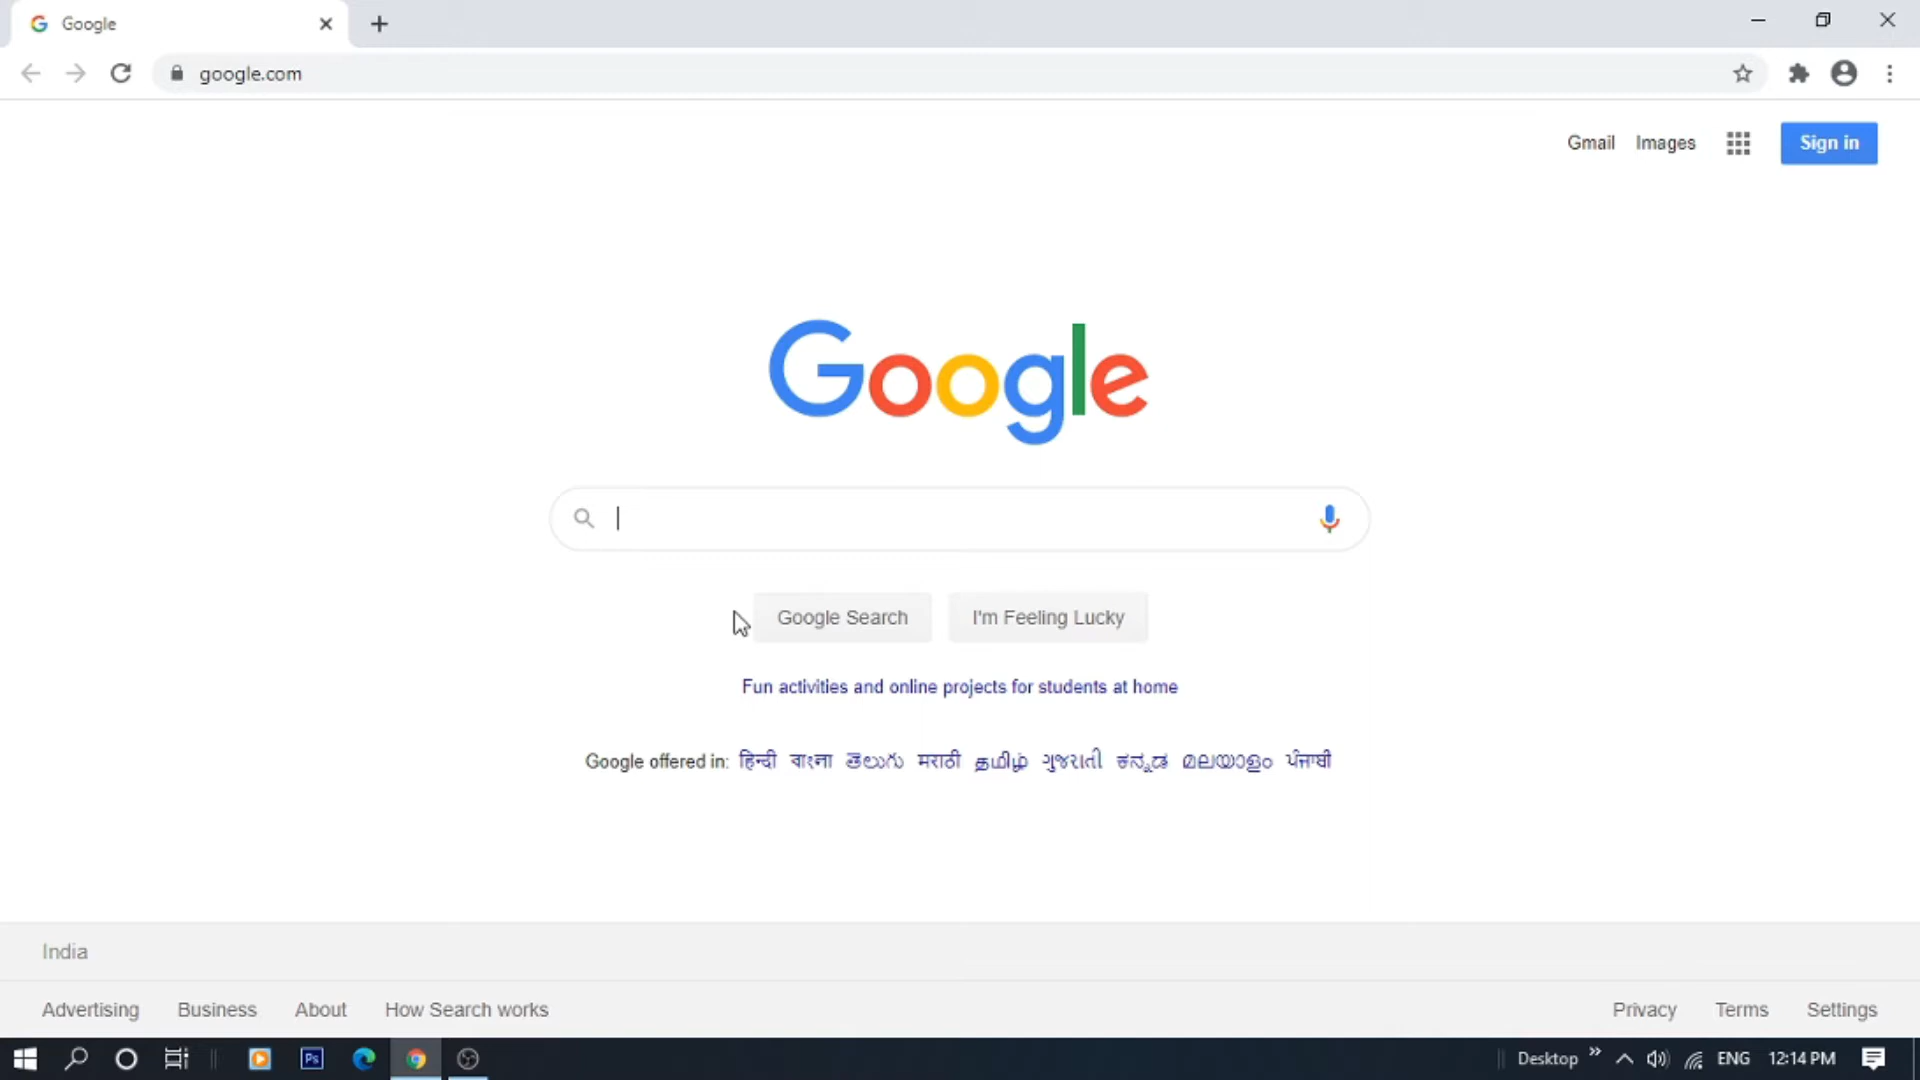 Google
google.com
Gmail Images Sign in
Google
Google Search I'm Feeling Lucky
Fun activities and online projects for students at home
Google offered in: हिन्दी বাংলা తెలుగు मराठी தமிழ் ગુજરાતી ಕನ್ನಡ മലയാളം ਪੰਜਾਬੀ
India
Advertising Business About How Search works Privacy Terms Settings
Ps Desktop ENG 12:14 PM